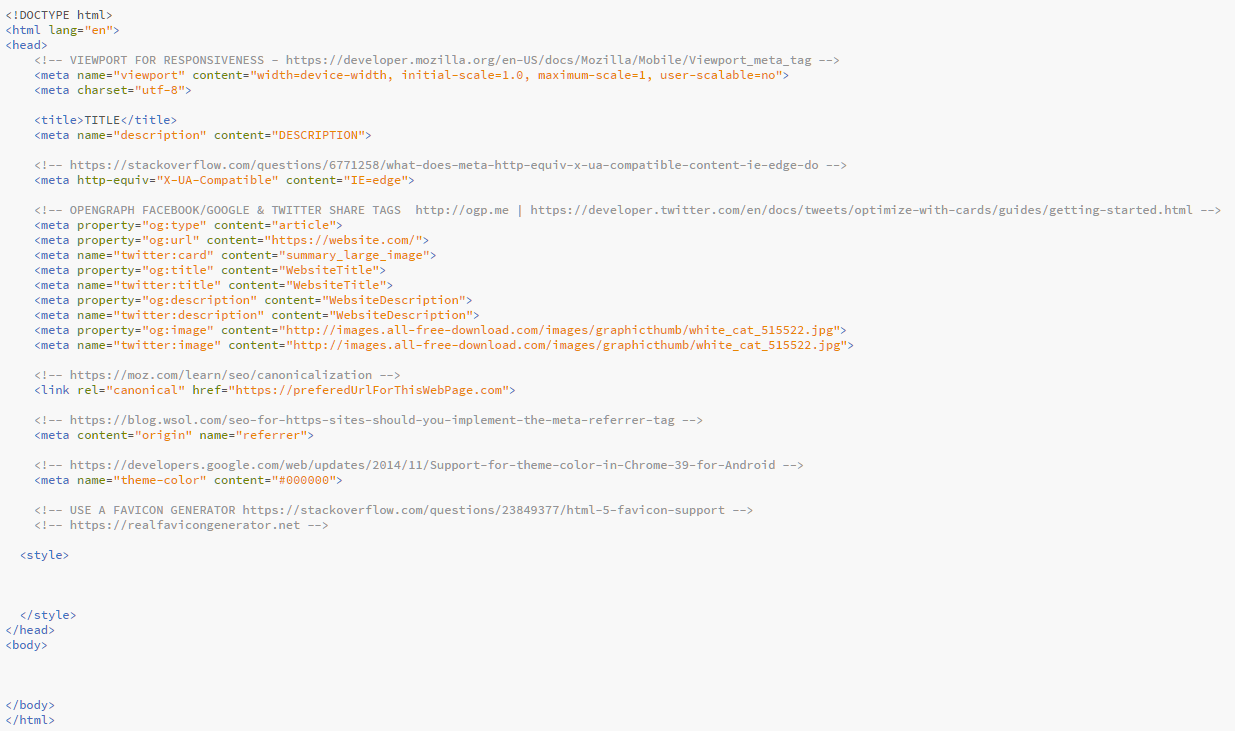 <!DOCTYPE html>
<html lang="en">
<head>
    <!-- VIEWPORT FOR RESPONSIVENESS - https://developer.mozilla.org/en-US/docs/Mozilla/Mobile/Viewport_meta_tag -->
    <meta name="viewport" content="width=device-width, initial-scale=1.0, maximum-scale=1, user-scalable=no">
    <meta charset="utf-8">

    <title>TITLE</title>
    <meta name="description" content="DESCRIPTION">

    <!-- https://stackoverflow.com/questions/6771258/what-does-meta-http-equiv-x-ua-compatible-content-ie-edge-do -->
    <meta http-equiv="X-UA-Compatible" content="IE=edge">

    <!-- OPENGRAPH FACEBOOK/GOOGLE & TWITTER SHARE TAGS  http://ogp.me | https://developer.twitter.com/en/docs/tweets/optimize-with-cards/guides/getting-started.html -->
    <meta property="og:type" content="article">
    <meta property="og:url" content="https://website.com/">
    <meta name="twitter:card" content="summary_large_image">
    <meta property="og:title" content="WebsiteTitle">
    <meta name="twitter:title" content="WebsiteTitle">
    <meta property="og:description" content="WebsiteDescription">
    <meta name="twitter:description" content="WebsiteDescription">
    <meta property="og:image" content="http://images.all-free-download.com/images/graphicthumb/white_cat_515522.jpg">
    <meta name="twitter:image" content="http://images.all-free-download.com/images/graphicthumb/white_cat_515522.jpg">

    <!-- https://moz.com/learn/seo/canonicalization -->
    <link rel="canonical" href="https://preferedUrlForThisWebPage.com">

    <!-- https://blog.wsol.com/seo-for-https-sites-should-you-implement-the-meta-referrer-tag -->
    <meta content="origin" name="referrer">

    <!-- https://developers.google.com/web/updates/2014/11/Support-for-theme-color-in-Chrome-39-for-Android -->
    <meta name="theme-color" content="#000000">

    <!-- USE A FAVICON GENERATOR https://stackoverflow.com/questions/23849377/html-5-favicon-support -->
    <!-- https://realfavicongenerator.net -->

  <style>

  </style>
</head>
<body>

</body>
</html>